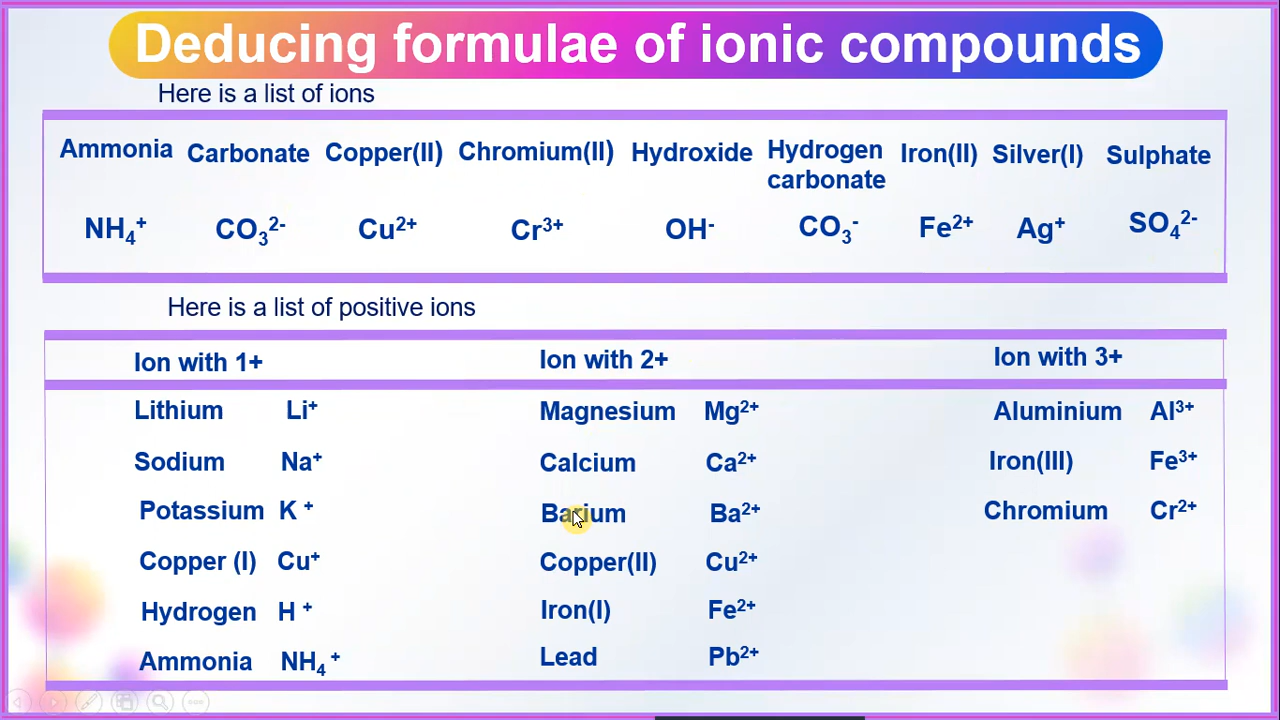 Deducing formulae of ionic compounds
Here is a list of ions
Ammonia Carbonate Copper(II) Chromium(II) Hydroxide Hydrogen carbonate Iron(II) Silver(I) Sulphate
NH₄⁺ CO₃²⁻ Cu²⁺ Cr³⁺ OH⁻ CO₃⁻ Fe²⁺ Ag⁺ SO₄²⁻
Here is a list of positive ions
Ion with 1+ Ion with 2+ Ion with 3+
Lithium Li⁺ Magnesium Mg²⁺ Aluminium Al³⁺
Sodium Na⁺ Calcium Ca²⁺ Iron(III) Fe³⁺
Potassium K⁺ Barium Ba²⁺ Chromium Cr²⁺
Copper (I) Cu⁺ Copper(II) Cu²⁺
Hydrogen H⁺ Iron(I) Fe²⁺
Ammonia NH₄⁺ Lead Pb²⁺